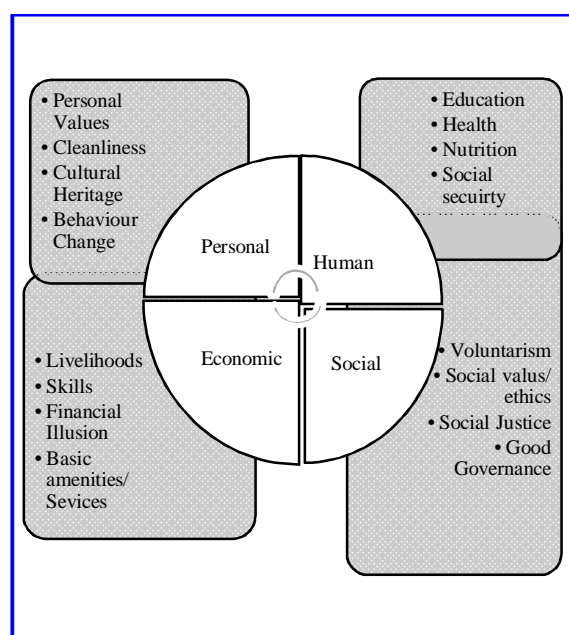 • Personal
Values
• Cleanliness
• Cultural
Heritage
• Behaviour
Change
• Education
• Health
• Nutrition
• Social
secuirty
Personal
Human
Economic
Social
• Livelihoods
• Skills
• Financial
Illusion
• Basic
amenities/
Sevices
• Voluntarism
• Social valus/
ethics
• Social Justice
• Good
Governance